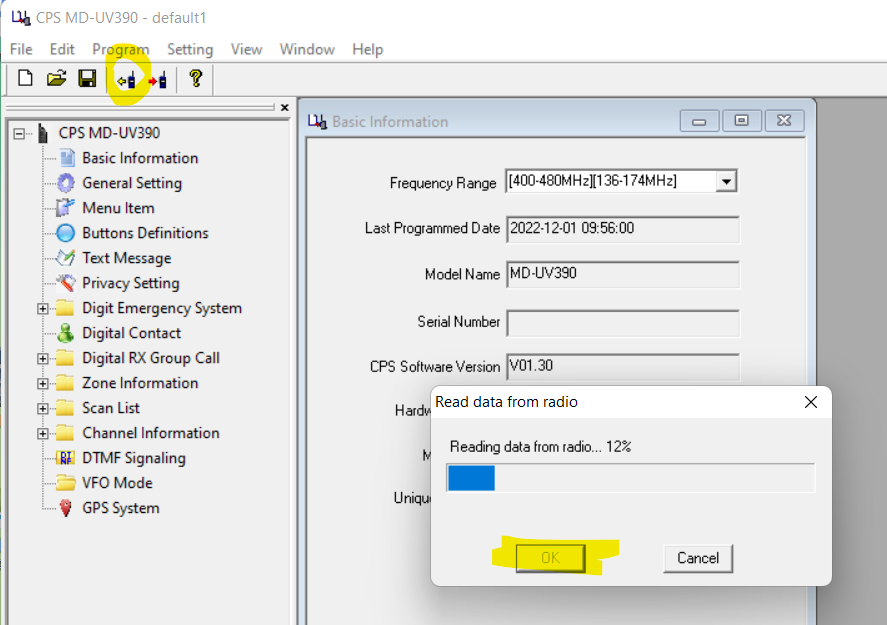 CPS MD-UV390 - default1
File Edit Program Setting View Window Help
CPS MD-UV390
Basic Information
General Setting
Menu Item
Buttons Definitions
Text Message
Privacy Setting
Digit Emergency System
Digital Contact
Digital RX Group Call
Zone Information
Scan List
Channel Information
DTMF Signaling
VFO Mode
GPS System
Basic Information
Frequency Range [400-480MHz][136-174MHz]
Last Programmed Date 2022-12-01 09:56:00
Model Name MD-UV390
Serial Number
CPS Software Version V01.30
Hardw
M
Uniqu
Read data from radio
Reading data from radio... 12%
OK Cancel